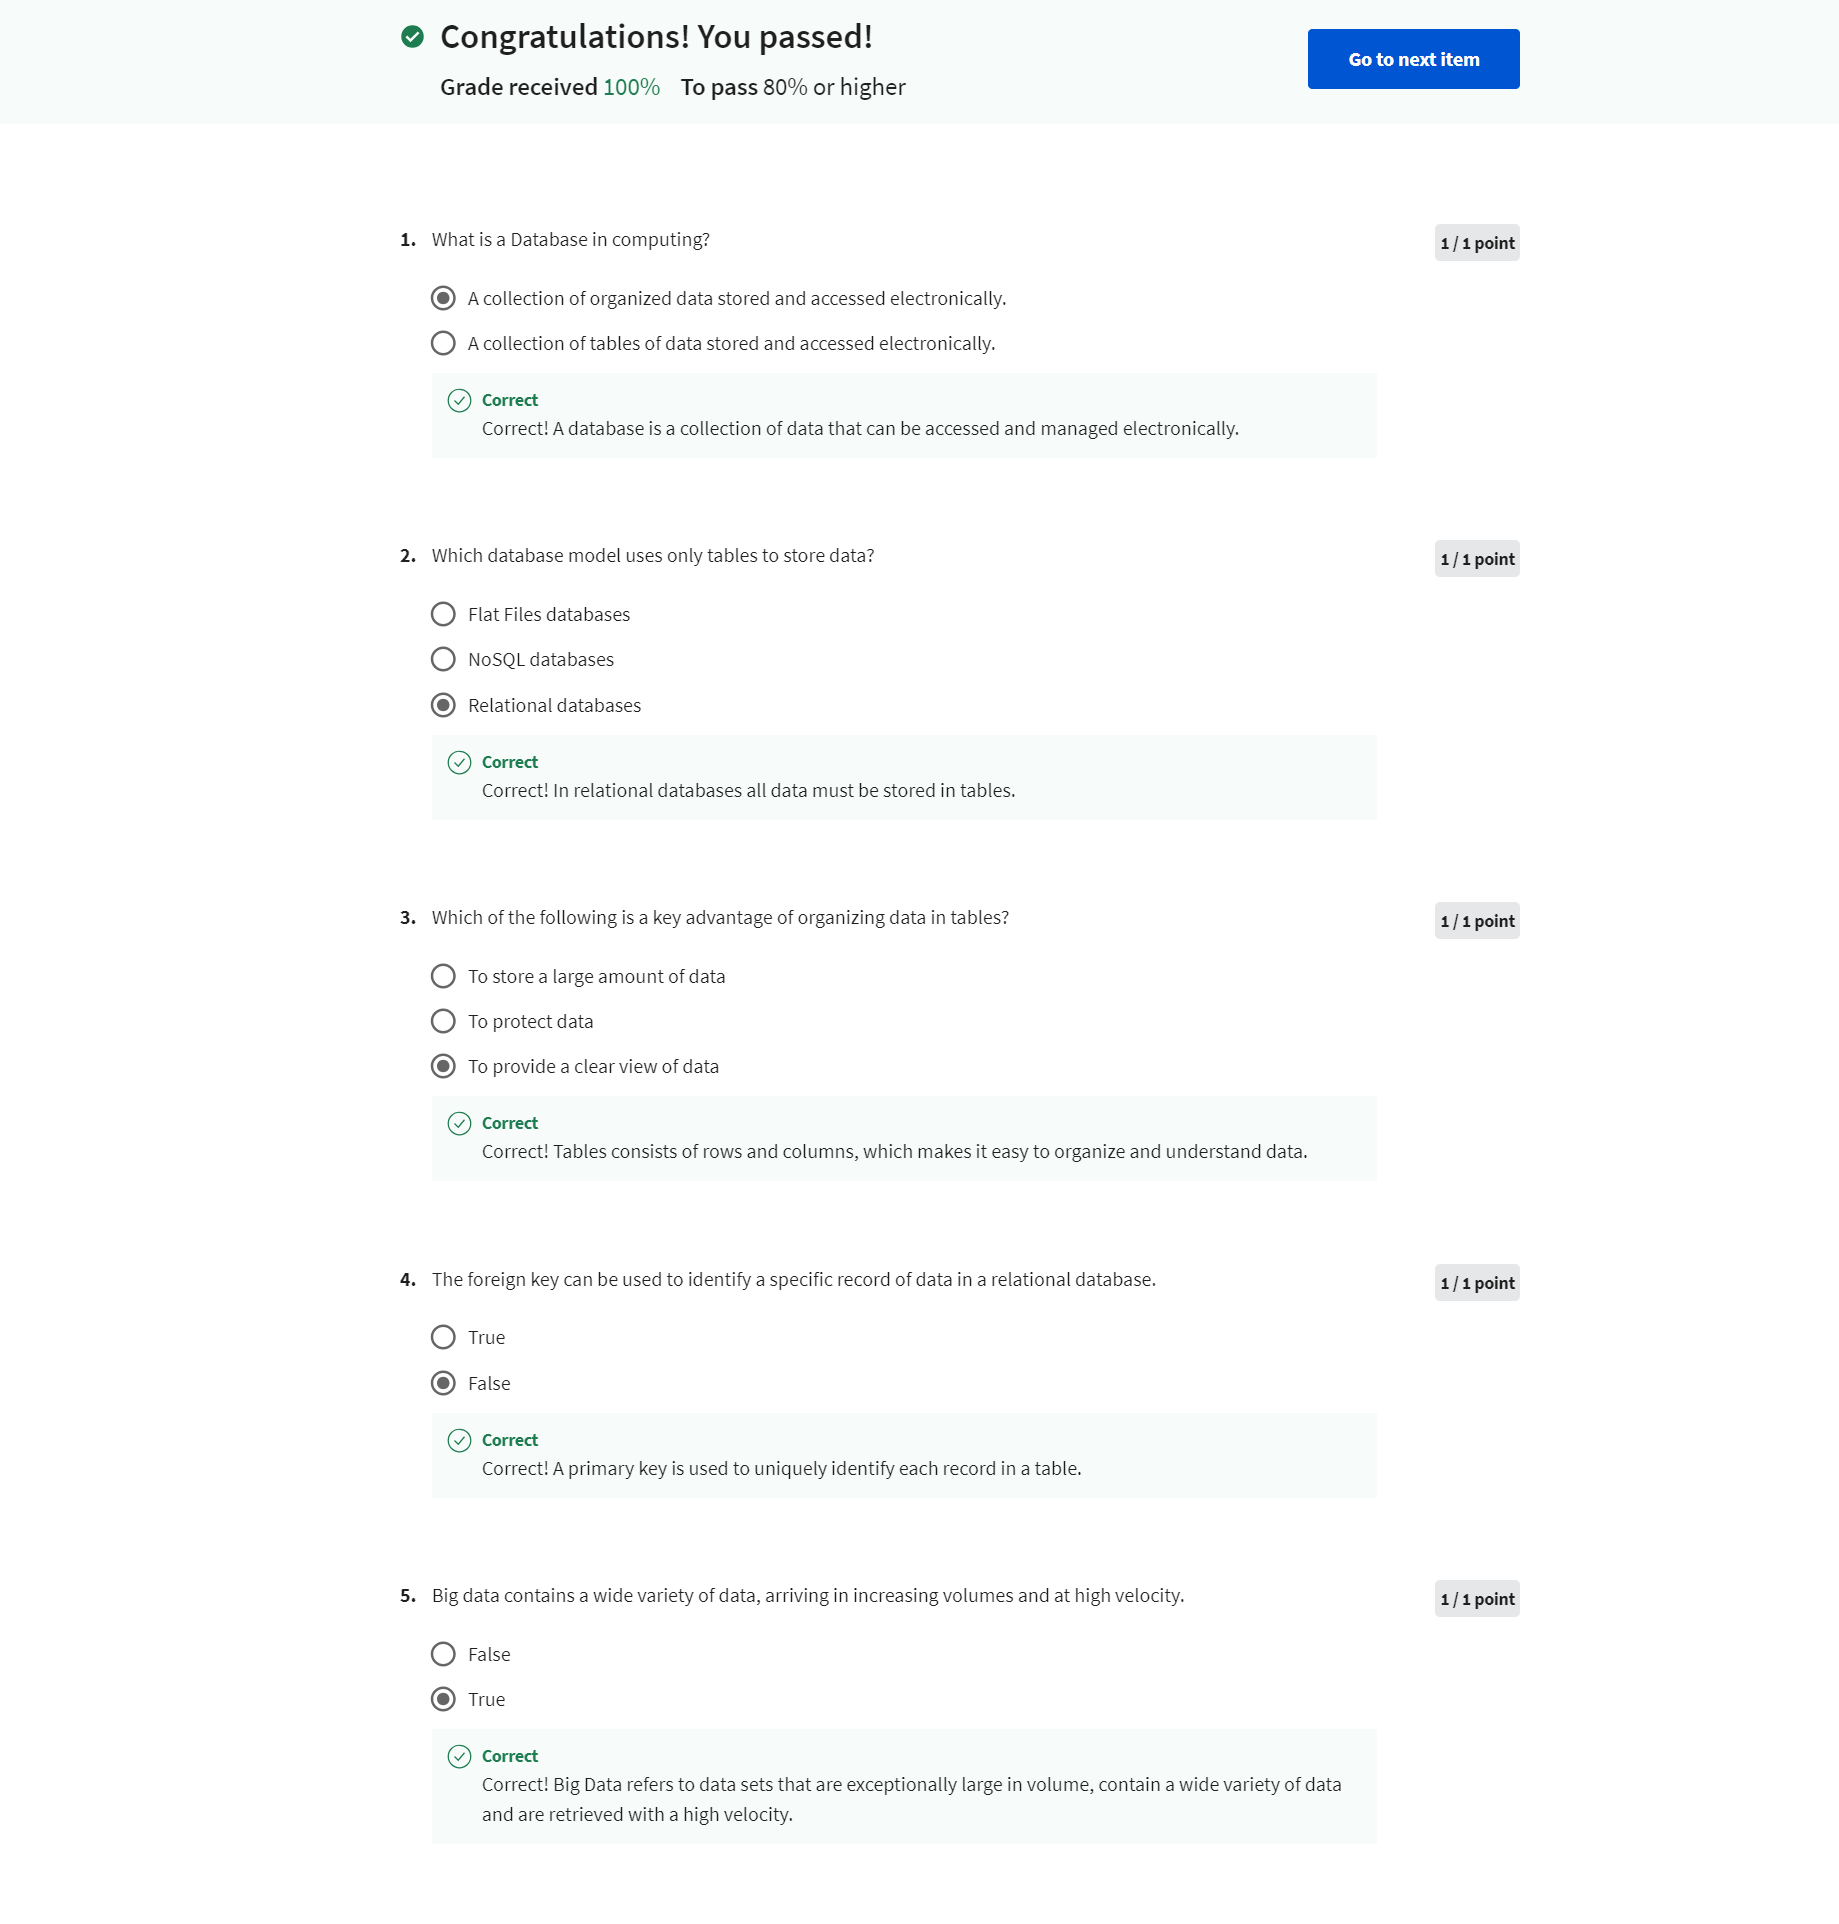 Congratulations! You passed!
Grade received 100% To pass 80% or higher
Go to next item
1. What is a Database in computing?
1 / 1 point
A collection of organized data stored and accessed electronically.
A collection of tables of data stored and accessed electronically.
Correct
Correct! A database is a collection of data that can be accessed and managed electronically.
2. Which database model uses only tables to store data?
1 / 1 point
Flat Files databases
NoSQL databases
Relational databases
Correct
Correct! In relational databases all data must be stored in tables.
3. Which of the following is a key advantage of organizing data in tables?
1 / 1 point
To store a large amount of data
To protect data
To provide a clear view of data
Correct
Correct! Tables consists of rows and columns, which makes it easy to organize and understand data.
4. The foreign key can be used to identify a specific record of data in a relational database.
1 / 1 point
True
False
Correct
Correct! A primary key is used to uniquely identify each record in a table.
5. Big data contains a wide variety of data, arriving in increasing volumes and at high velocity.
1 / 1 point
False
True
Correct
Correct! Big Data refers to data sets that are exceptionally large in volume, contain a wide variety of data
and are retrieved with a high velocity.